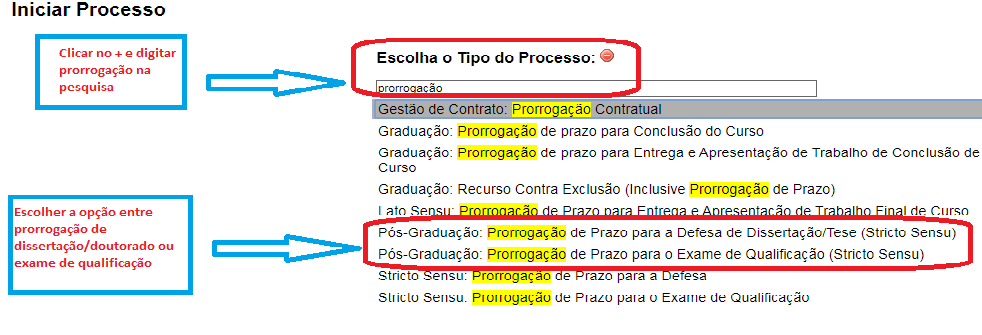 Iniciar Processo
Clicar no + e digitar
prorrogação na
pesquisa
Escolha o Tipo do Processo:
prorrogação
Gestão de Contrato: Prorrogação Contratual
Graduação: Prorrogação de prazo para Conclusão do Curso
Graduação: Prorrogação de prazo para Entrega e Apresentação de Trabalho de Conclusão de
Curso
Graduação: Recurso Contra Exclusão (Inclusive Prorrogação de Prazo)
Lato Sensu: Prorrogação de Prazo para Entrega e Apresentação de Trabalho Final de Curso
Escolher a opção entre
prorrogação de
dissertação/doutorado ou
exame de qualificação
Pós-Graduação: Prorrogação de Prazo para a Defesa de Dissertação/Tese (Stricto Sensu)
Pós-Graduação: Prorrogação de Prazo para o Exame de Qualificação (Stricto Sensu)
Stricto Sensu: Prorrogação de Prazo para a Defesa
Stricto Sensu: Prorrogação de Prazo para o Exame de Qualificação